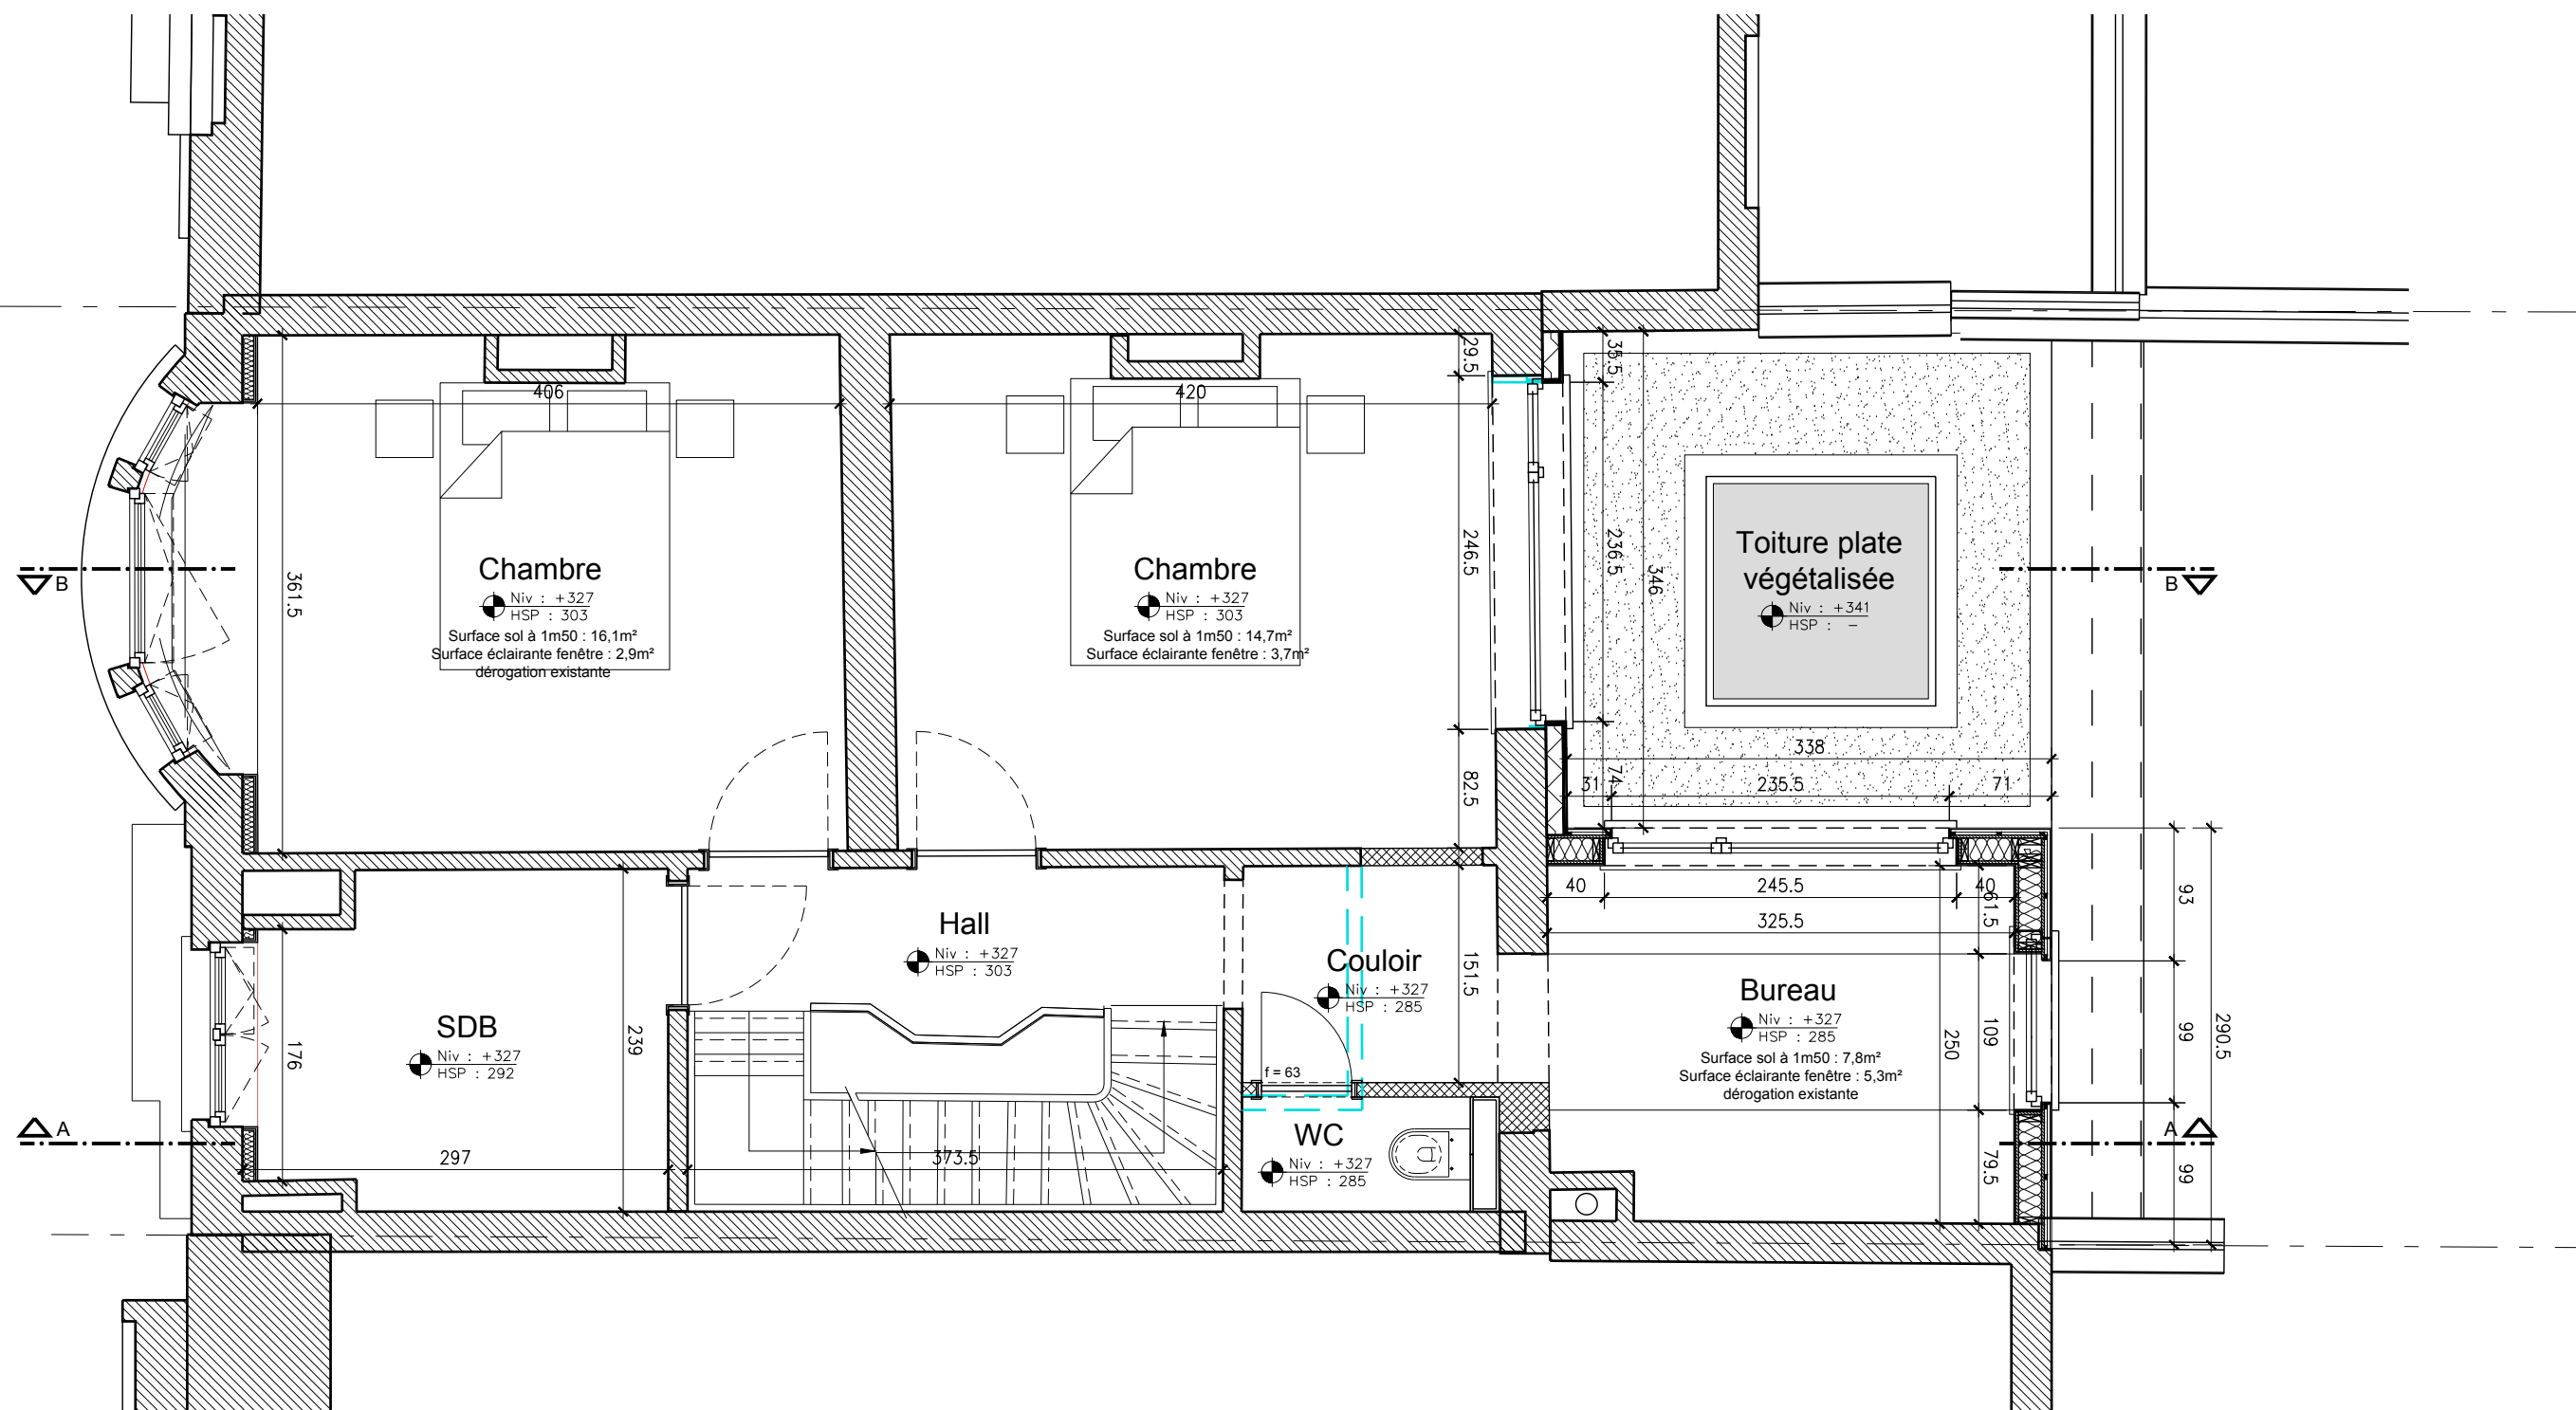 29.5
35.5
406
420
246.5
236.5
346
361.5
Chambre
Niv : +327
HSP : 303
Surface sol à 1m50 : 16,1m²
Surface éclairante fenêtre : 2,9m²
dérogation existante
Chambre
Niv : +327
HSP : 303
Surface sol à 1m50 : 14,7m²
Surface éclairante fenêtre : 3,7m²
Toiture plate
végétalisée
Niv : +341
HSP : -
B
B
338
31
74
235.5
71
82.5
40
245.5
40
61.5
325.5
93
Hall
Niv : +327
HSP : 303
Couloir
Niv : +327
HSP : 285
151.5
SDB
Niv : +327
HSP : 292
176
239
f = 63
Bureau
Niv : +327
HSP : 285
Surface sol à 1m50 : 7,8m²
Surface éclairante fenêtre : 5,3m²
dérogation existante
250
109
99
290.5
A
A
WC
Niv : +327
HSP : 285
297
373.5
79.5
99